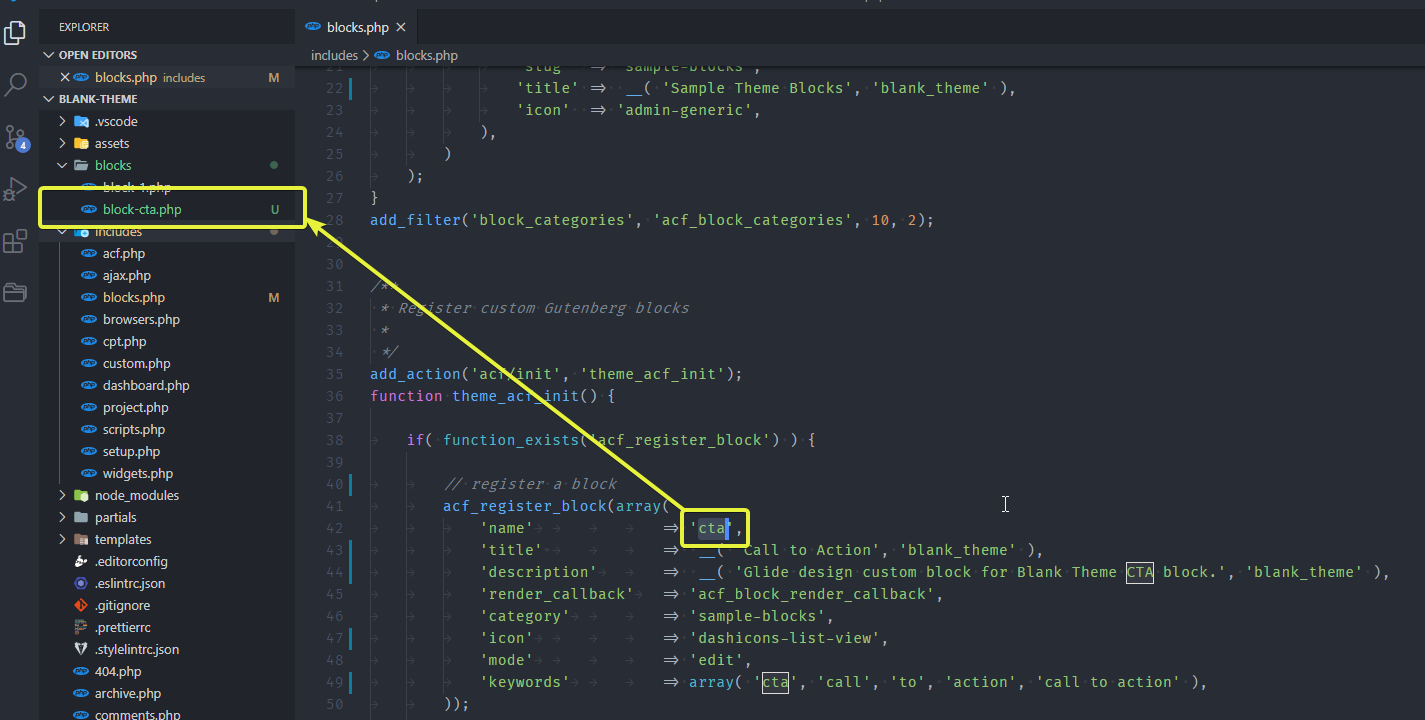 EXPLORER
OPEN EDITORS
blocks.php includes M
BLANK-THEME
.vscode
assets
blocks
block-1.php
block-cta.php U
includes
acf.php
ajax.php
blocks.php M
browsers.php
cpt.php
custom.php
dashboard.php
project.php
scripts.php
setup.php
widgets.php
node_modules
partials
templates
.editorconfig
.eslintrc.json
.gitignore
.prettierrc
.stylelintrc.json
404.php
archive.php
comments.php
4
blocks.php
includes > blocks.php
21 'slug' => 'sample-blocks',
22 'title' => __( 'Sample Theme Blocks', 'blank_theme' ),
23 'icon' => 'admin-generic',
24 ),
25 )
26 );
27 }
28 add_filter('block_categories', 'acf_block_categories', 10, 2);
29
30
31 /**
32 * Register custom Gutenberg blocks
33 *
34 */
35 add_action('acf/init', 'theme_acf_init');
36 function theme_acf_init() {
37
38 if( function_exists('acf_register_block') ) {
39
40 // register a block
41 acf_register_block(array(
42 'name' => 'cta',
43 'title' => __( 'Call to Action', 'blank_theme' ),
44 'description' => __( 'Glide design custom block for Blank Theme CTA block.', 'blank_theme' ),
45 'render_callback' => 'acf_block_render_callback',
46 'category' => 'sample-blocks',
47 'icon' => 'dashicons-list-view',
48 'mode' => 'edit',
49 'keywords' => array( 'cta', 'call', 'to', 'action', 'call to action' ),
50 ));